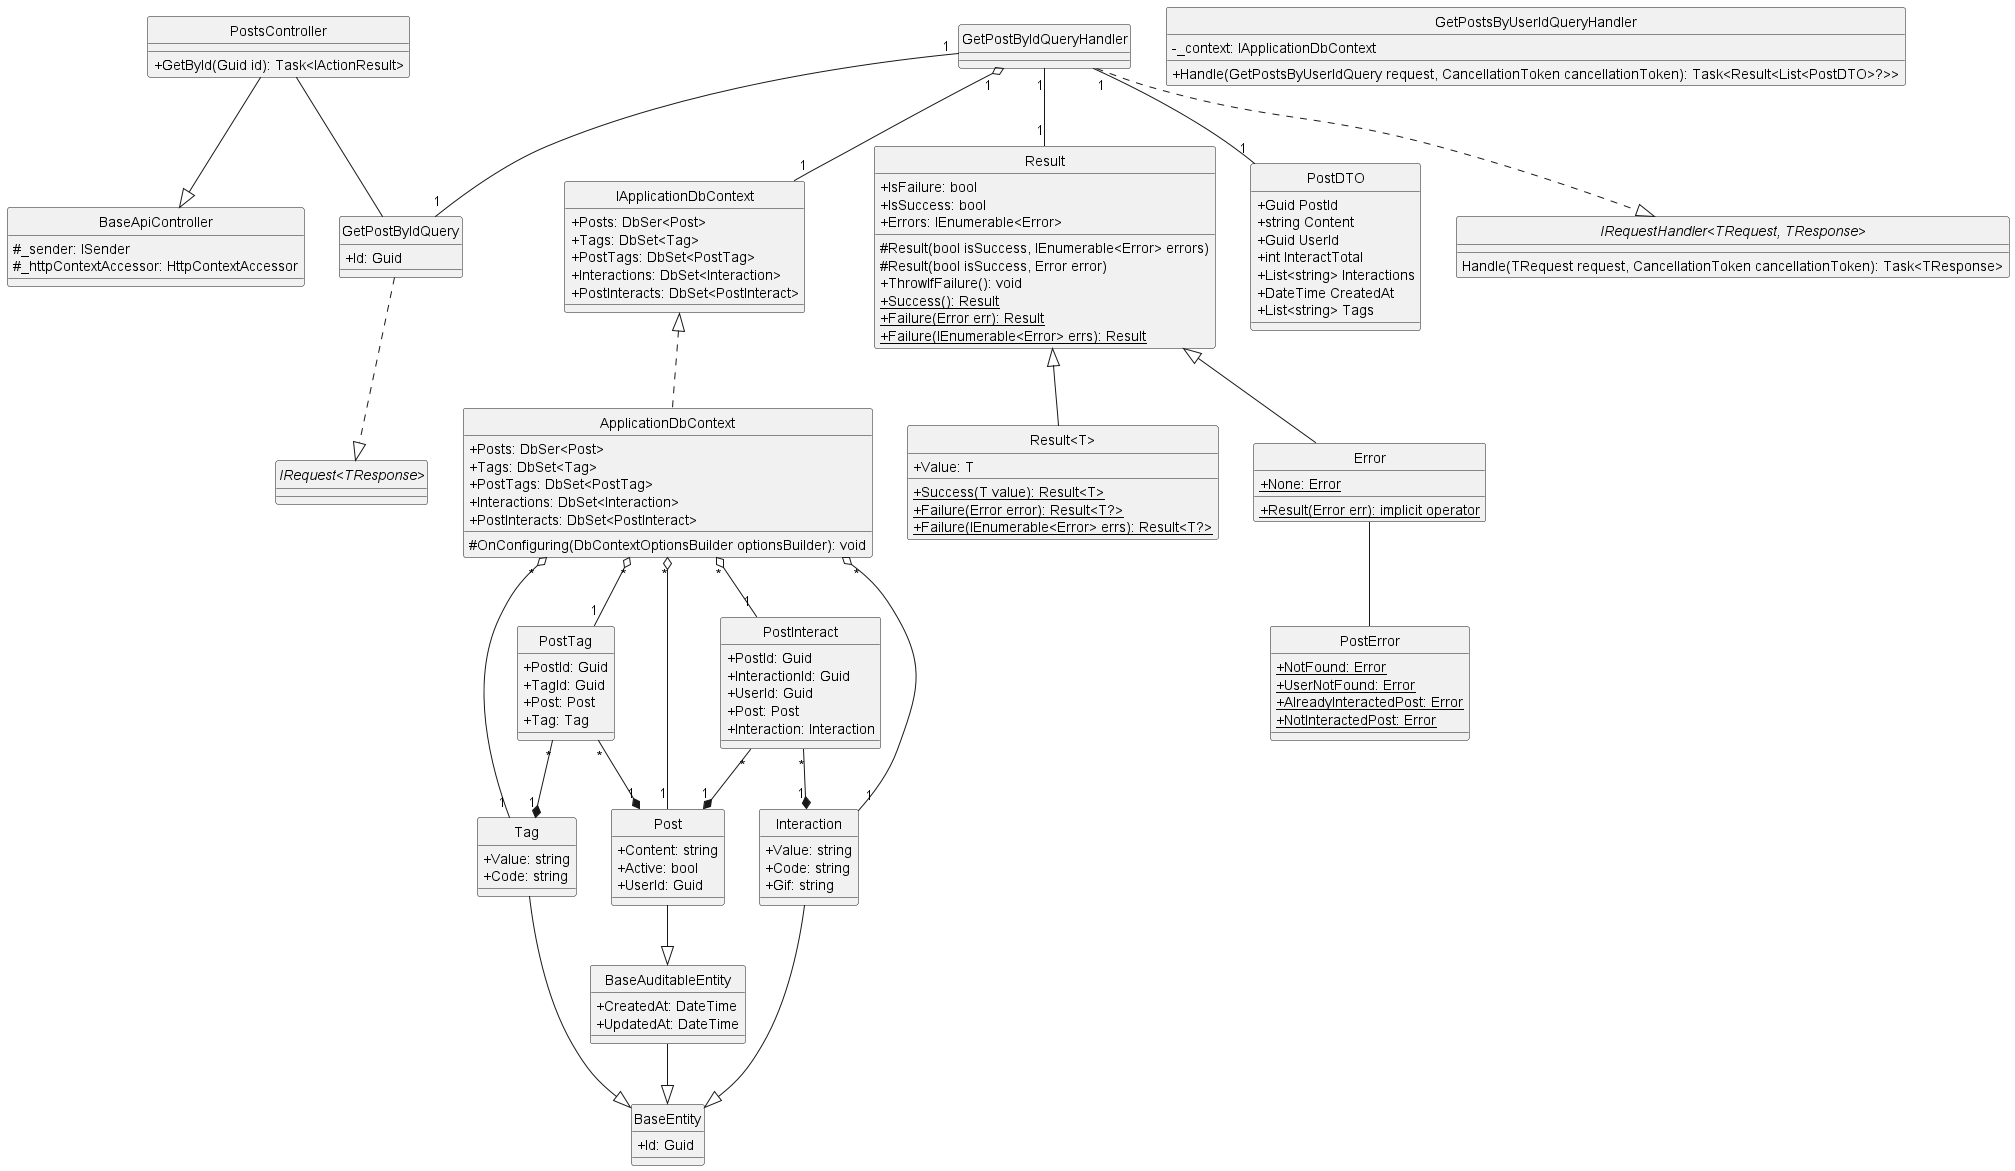 PostsController
+GetById(Guid id): Task<IActionResult>
GetPostByIdQueryHandler
GetPostsByUserIdQueryHandler
-_context: IApplicationDbContext
+Handle(GetPostsByUserIdQuery request, CancellationToken cancellationToken): Task<Result<List<PostDTO>?>>
1
1
1
1
1
1
1
1
BaseApiController
#_sender: ISender
#_httpContextAccessor: HttpContextAccessor
GetPostByIdQuery
+Id: Guid
IApplicationDbContext
+Posts: DbSer<Post>
+Tags: DbSet<Tag>
+PostTags: DbSet<PostTag>
+Interactions: DbSet<Interaction>
+PostInteracts: DbSet<PostInteract>
Result
+IsFailure: bool
+IsSuccess: bool
+Errors: IEnumerable<Error>
#Result(bool isSuccess, IEnumerable<Error> errors)
#Result(bool isSuccess, Error error)
+ThrowIfFailure(): void
+Success(): Result
+Failure(Error err): Result
+Failure(IEnumerable<Error> errs): Result
PostDTO
+Guid PostId
+string Content
+Guid UserId
+int InteractTotal
+List<string> Interactions
+DateTime CreatedAt
+List<string> Tags
IRequestHandler<TRequest, TResponse>
Handle(TRequest request, CancellationToken cancellationToken): Task<TResponse>
IRequest<TResponse>
ApplicationDbContext
+Posts: DbSer<Post>
+Tags: DbSet<Tag>
+PostTags: DbSet<PostTag>
+Interactions: DbSet<Interaction>
+PostInteracts: DbSet<PostInteract>
#OnConfiguring(DbContextOptionsBuilder optionsBuilder): void
Result<T>
+Value: T
+Success(T value): Result<T>
+Failure(Error error): Result<T?>
+Failure(IEnumerable<Error> errs): Result<T?>
Error
+None: Error
+Result(Error err): implicit operator
*
*
*
*
*
1
1
PostTag
+PostId: Guid
+TagId: Guid
+Post: Post
+Tag: Tag
PostInteract
+PostId: Guid
+InteractionId: Guid
+UserId: Guid
+Post: Post
+Interaction: Interaction
PostError
+NotFound: Error
+UserNotFound: Error
+AlreadyInteractedPost: Error
+NotInteractedPost: Error
*
*
*
*
1
1
1
1
1
1
1
Tag
+Value: string
+Code: string
Post
+Content: string
+Active: bool
+UserId: Guid
Interaction
+Value: string
+Code: string
+Gif: string
BaseAuditableEntity
+CreatedAt: DateTime
+UpdatedAt: DateTime
BaseEntity
+Id: Guid